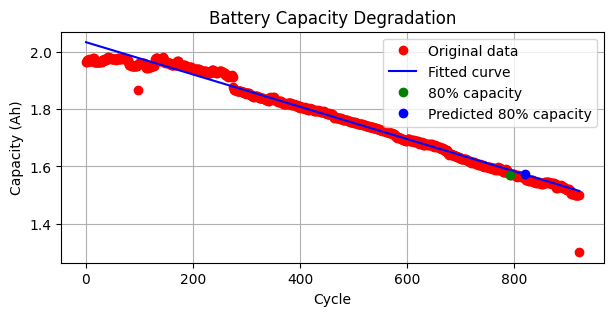 Battery Capacity Degradation
Capacity (Ah)
2.0
1.8
1.6
1.4
Original data
Fitted curve
80% capacity
Predicted 80% capacity
0
200
400
600
800
Cycle